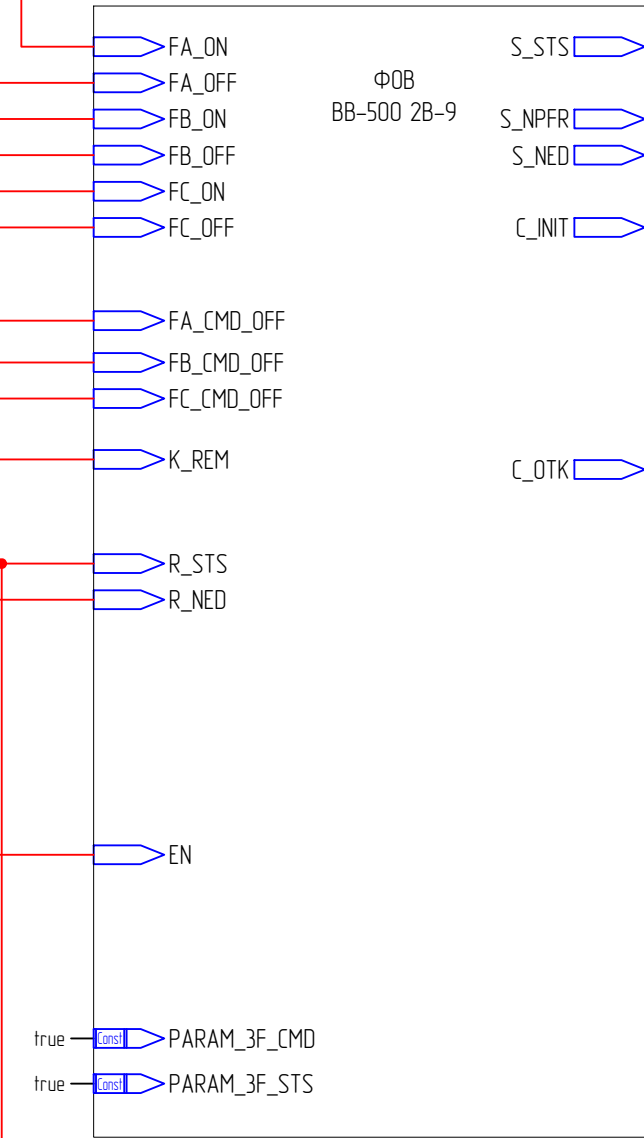 FA_ON
S_STS
FA_OFF
ФОВ
FB_ON
ВВ-500 2В-9
S_NPFR
FB_OFF
S_NED
FC_ON
FC_OFF
C_INIT
FA_CMD_OFF
FB_CMD_OFF
FC_CMD_OFF
K_REM
C_OTK
R_STS
R_NED
EN
true
Const
PARAM_3F_CMD
true
Const
PARAM_3F_STS